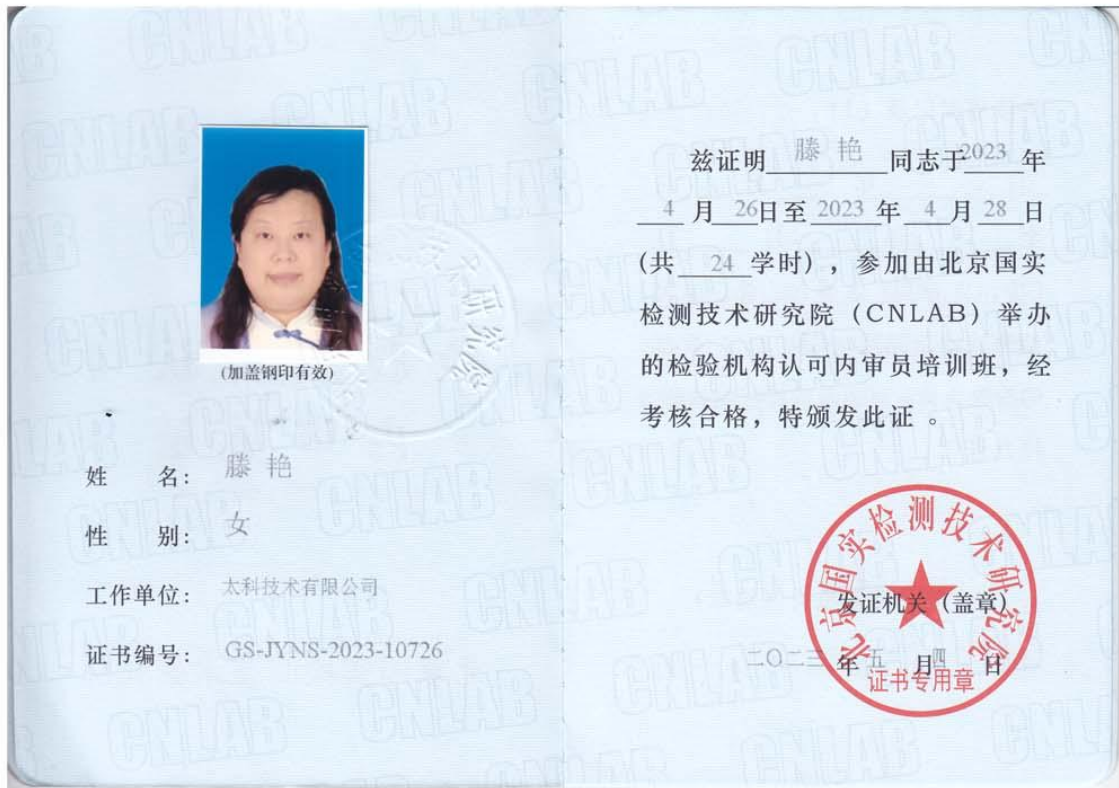 (加盖钢印有效)
姓 名: 滕 艳
性 别: 女
工作单位: 太科技术有限公司
证书编号: GS-JYNS-2023-10726
兹证明 滕 艳 同志于 2023 年
4 月 26 日至 2023 年 4 月 28 日
(共 24 学时),参加由北京国实
检测技术研究院(CNLAB)举办
的检验机构认可内审员培训班,经
考核合格,特颁发此证。
北京国实检测技术研究院
发证机关(盖章)
二〇二三 年 五 月 四 日
证书专用章
CNLAB